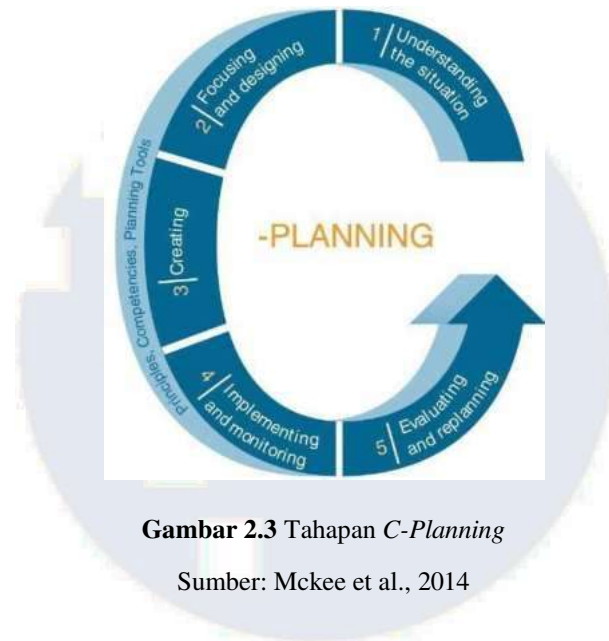 1 Understanding
the situation
2 Focusing
and designing
3 Creating
4 Implementing
and monitoring
5 Evaluating
and replanning
Principles, Competencies, Planning Tools
-PLANNING
Gambar 2.3 Tahapan C-Planning
Sumber: Mckee et al., 2014